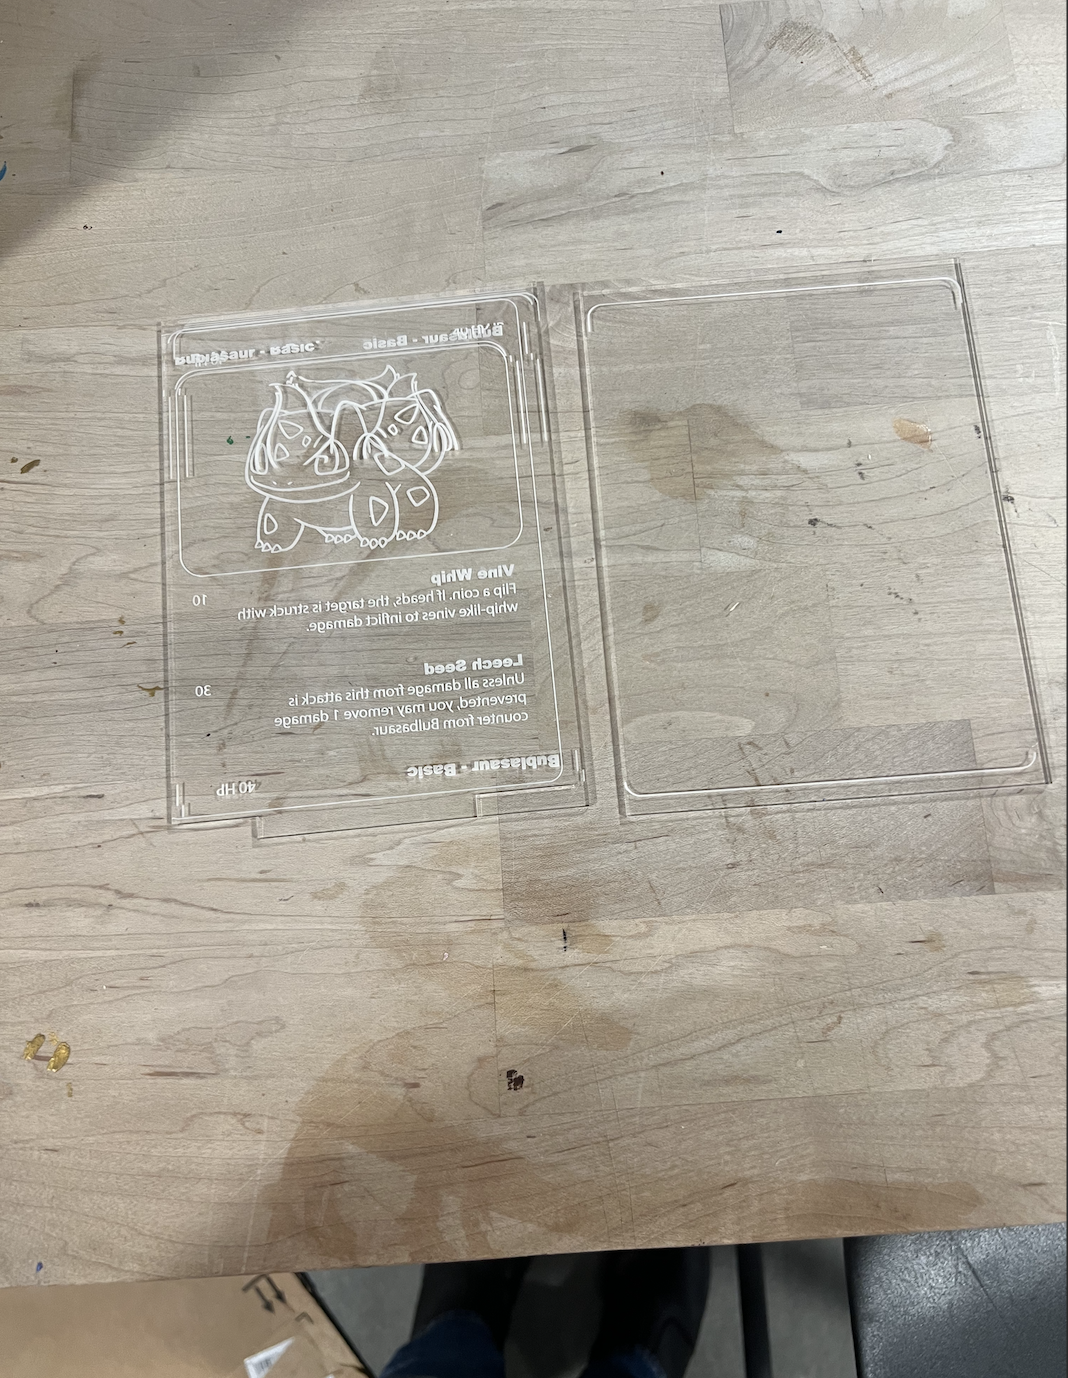 Bulbasaur - Basic
Bulbasaur - Basic
Vine Whip
Flip a coin. If heads, the target is struck with 10
whip-like vines to inflict damage.
Leech Seed
Unless all damage from this attack is 30
prevented, you may remove 1 damage
counter from Bulbasaur.
Bulbasaur - Basic
40 Hp